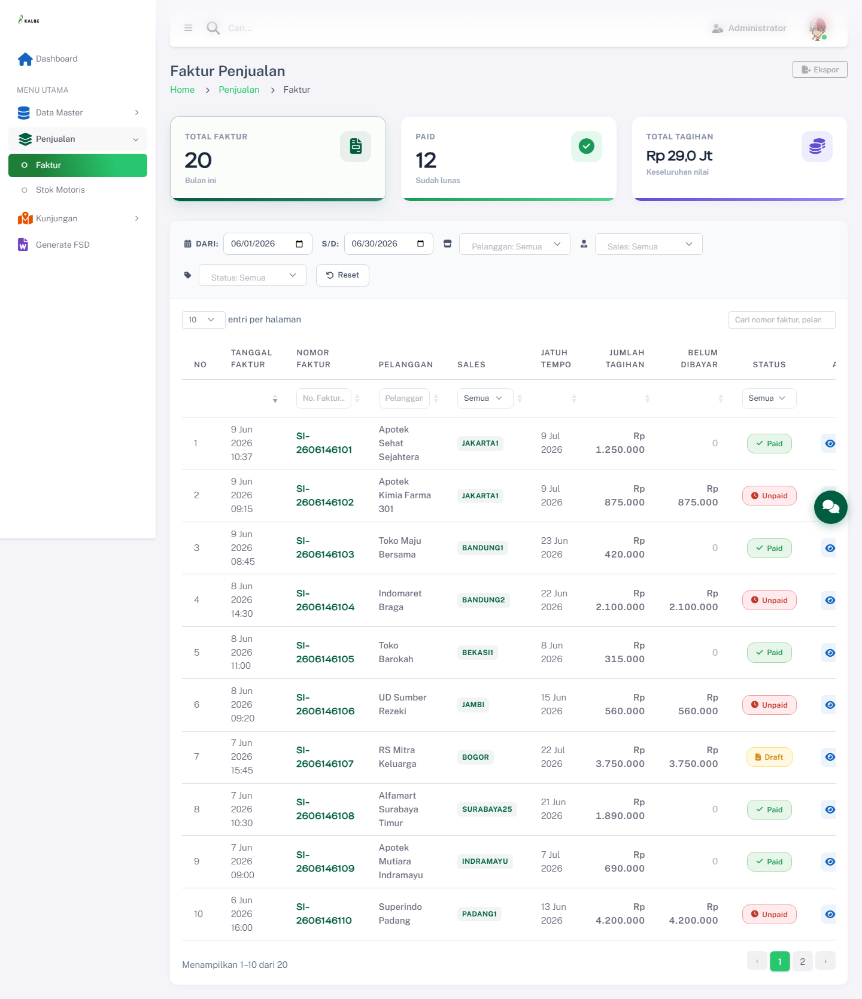 KALBE
Cari...
Administrator
Dashboard
MENU UTAMA
Data Master
Penjualan
Faktur
Stok Motoris
Kunjungan
Generate FSD
Faktur Penjualan
Ekspor
Home > Penjualan > Faktur
TOTAL FAKTUR
20
Bulan ini
PAID
12
Sudah lunas
TOTAL TAGIHAN
Rp 29,0 Jt
Keseluruhan nilai
DARI: 06/01/2026 S/D: 06/30/2026 Pelanggan: Semua Sales: Semua
Status: Semua Reset
10 entri per halaman
Cari nomor faktur, pelan
NO TANGGAL FAKTUR NOMOR FAKTUR PELANGGAN SALES JATUH TEMPO JUMLAH TAGIHAN BELUM DIBAYAR STATUS
No. Faktur.. Pelanggan Semua Semua
1 9 Jun 2026 10:37 SI-2606146101 Apotek Sehat Sejahtera JAKARTA1 9 Jul 2026 Rp 1.250.000 0 Paid
2 9 Jun 2026 09:15 SI-2606146102 Apotek Kimia Farma 301 JAKARTA1 9 Jul 2026 Rp 875.000 Rp 875.000 Unpaid
3 9 Jun 2026 08:45 SI-2606146103 Toko Maju Bersama BANDUNG1 23 Jun 2026 Rp 420.000 0 Paid
4 8 Jun 2026 14:30 SI-2606146104 Indomaret Braga BANDUNG2 22 Jun 2026 Rp 2.100.000 Rp 2.100.000 Unpaid
5 8 Jun 2026 11:00 SI-2606146105 Toko Barokah BEKASI1 8 Jun 2026 Rp 315.000 0 Paid
6 8 Jun 2026 09:20 SI-2606146106 UD Sumber Rezeki JAMBI 15 Jun 2026 Rp 560.000 Rp 560.000 Unpaid
7 7 Jun 2026 15:45 SI-2606146107 RS Mitra Keluarga BOGOR 22 Jul 2026 Rp 3.750.000 Rp 3.750.000 Draft
8 7 Jun 2026 10:30 SI-2606146108 Alfamart Surabaya Timur SURABAYA25 21 Jun 2026 Rp 1.890.000 0 Paid
9 7 Jun 2026 09:00 SI-2606146109 Apotek Mutiara Indramayu INDRAMAYU 7 Jul 2026 Rp 690.000 0 Paid
10 6 Jun 2026 16:00 SI-2606146110 Superindo Padang PADANG1 13 Jun 2026 Rp 4.200.000 Rp 4.200.000 Unpaid
Menampilkan 1–10 dari 20
‹ 1 2 ›